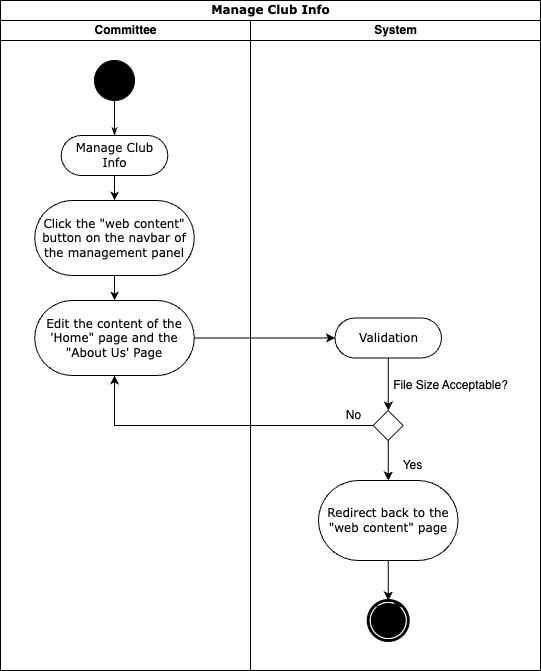 Manage Club Info
Committee
System
Manage Club
Info
Click the "web content"
button on the navbar of
the management panel
Edit the content of the
'Home" page and the
"About Us' Page
Validation
File Size Acceptable?
No
Yes
Redirect back to the
"web content" page